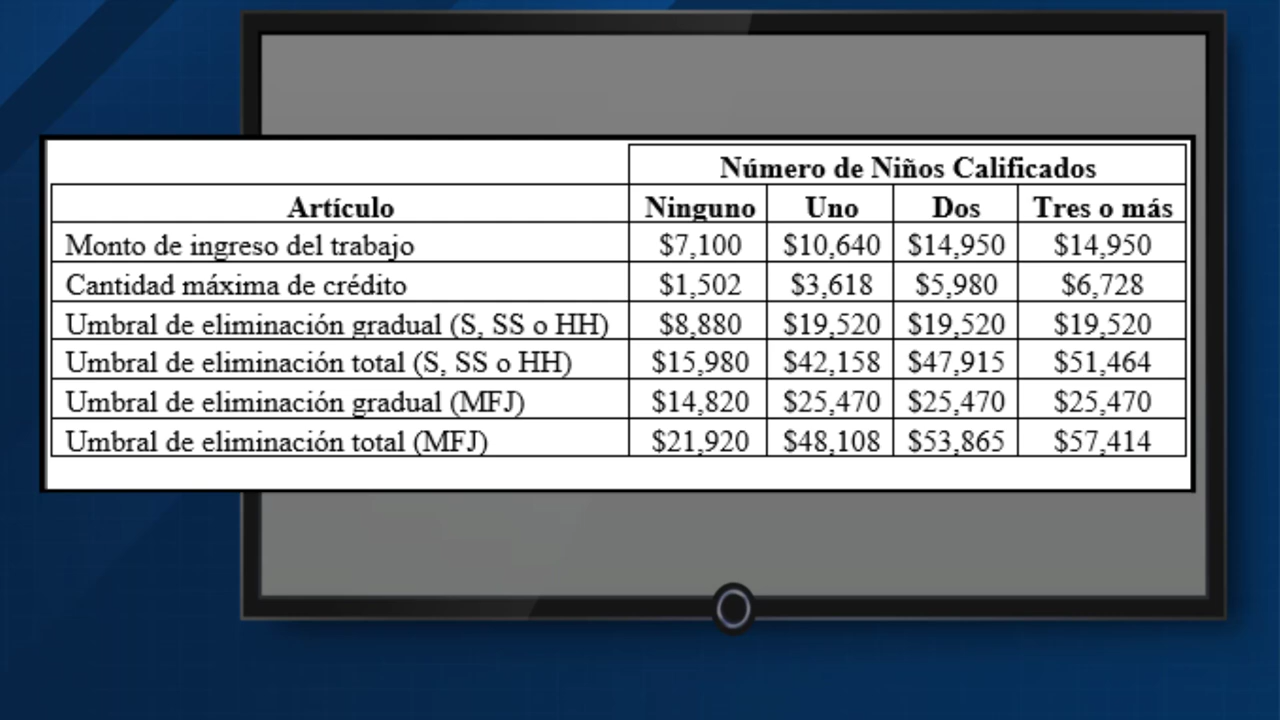 Número de Niños Calificados
Artículo Ninguno Uno Dos Tres o más
Monto de ingreso del trabajo $7,100 $10,640 $14,950 $14,950
Cantidad máxima de crédito $1,502 $3,618 $5,980 $6,728
Umbral de eliminación gradual (S, SS o HH) $8,880 $19,520 $19,520 $19,520
Umbral de eliminación total (S, SS o HH) $15,980 $42,158 $47,915 $51,464
Umbral de eliminación gradual (MFJ) $14,820 $25,470 $25,470 $25,470
Umbral de eliminación total (MFJ) $21,920 $48,108 $53,865 $57,414